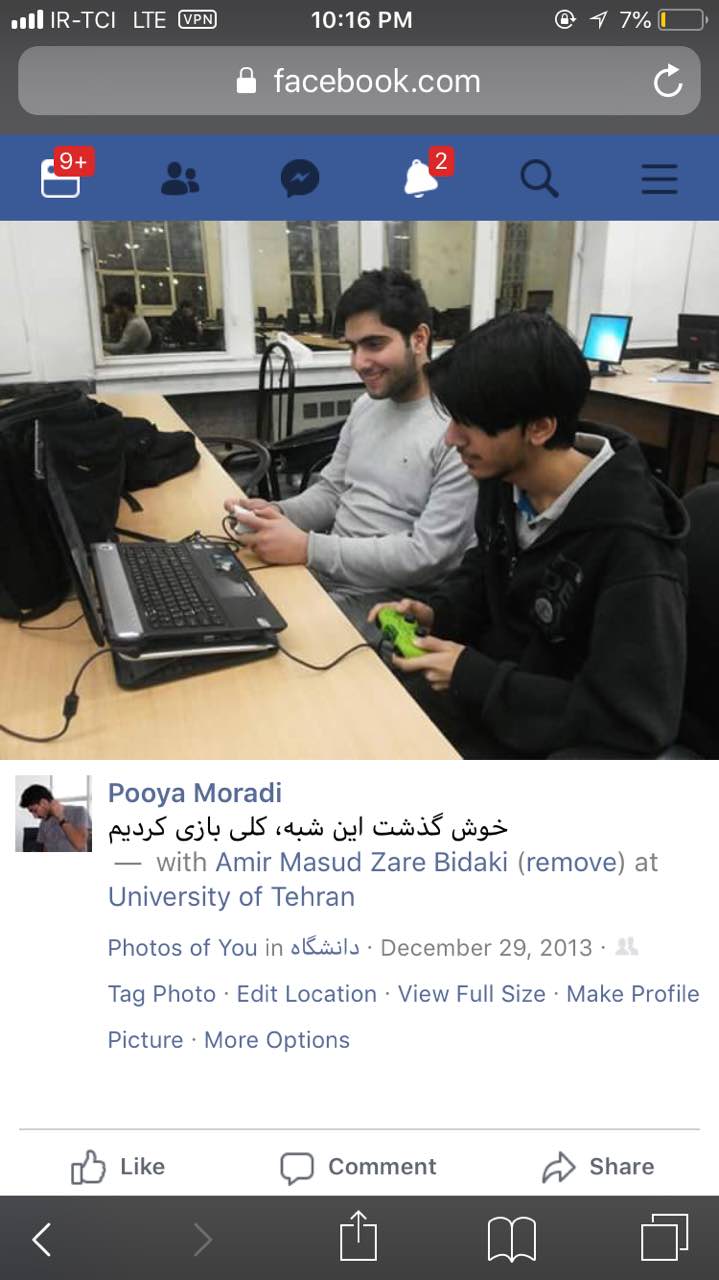 IR-TCI LTE VPN 10:16 PM 7%
facebook.com
9+ 2
Pooya Moradi
خوش گذشت این شبه، کلی بازی کردیم
— with Amir Masud Zare Bidaki (remove) at
University of Tehran
Photos of You in دانشگاه · December 29, 2013 ·
Tag Photo · Edit Location · View Full Size · Make Profile
Picture · More Options
Like Comment Share